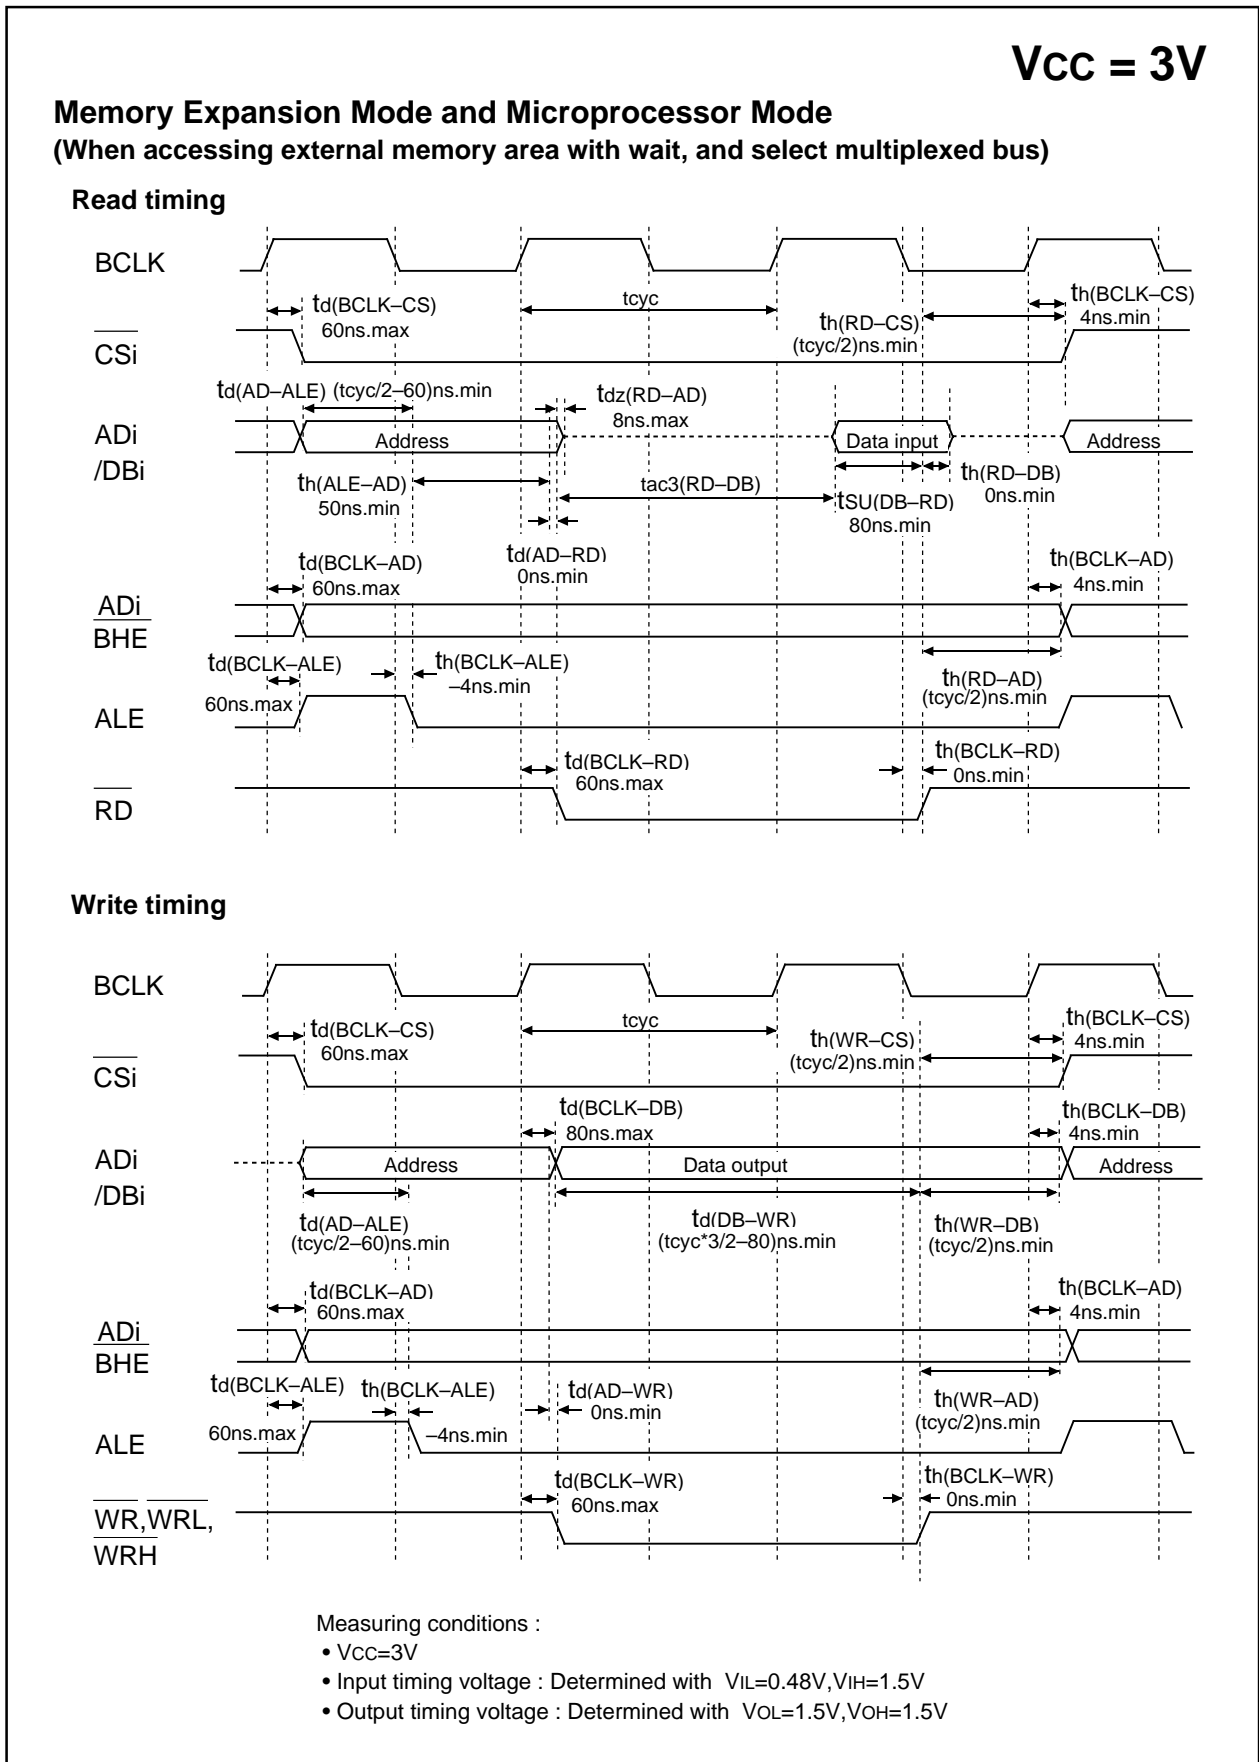 VCC = 3V
Memory Expansion Mode and Microprocessor Mode
(When accessing external memory area with wait, and select multiplexed bus)
Read timing
BCLK
td(BCLK–CS)
60ns.max
tcyc
th(RD–CS)
(tcyc/2)ns.min
th(BCLK–CS)
4ns.min
CSi
td(AD–ALE) (tcyc/2–60)ns.min
tdz(RD–AD)
8ns.max
ADi
/DBi
Address
Data input
Address
th(ALE–AD)
50ns.min
tac3(RD–DB)
tSU(DB–RD)
80ns.min
th(RD–DB)
0ns.min
td(AD–RD)
0ns.min
td(BCLK–AD)
60ns.max
th(BCLK–AD)
4ns.min
ADi
BHE
td(BCLK–ALE)
60ns.max
th(BCLK–ALE)
–4ns.min
th(RD–AD)
(tcyc/2)ns.min
ALE
td(BCLK–RD)
60ns.max
th(BCLK–RD)
0ns.min
RD
Write timing
BCLK
td(BCLK–CS)
60ns.max
tcyc
th(WR–CS)
(tcyc/2)ns.min
th(BCLK–CS)
4ns.min
CSi
td(BCLK–DB)
80ns.max
th(BCLK–DB)
4ns.min
ADi
/DBi
Address
Data output
Address
td(AD–ALE)
(tcyc/2–60)ns.min
td(DB–WR)
(tcyc*3/2–80)ns.min
th(WR–DB)
(tcyc/2)ns.min
td(BCLK–AD)
60ns.max
th(BCLK–AD)
4ns.min
ADi
BHE
td(BCLK–ALE)
60ns.max
th(BCLK–ALE)
–4ns.min
td(AD–WR)
0ns.min
th(WR–AD)
(tcyc/2)ns.min
ALE
td(BCLK–WR)
60ns.max
th(BCLK–WR)
0ns.min
WR,WRL,
WRH
Measuring conditions :
• VCC=3V
• Input timing voltage : Determined with VIL=0.48V,VIH=1.5V
• Output timing voltage : Determined with VOL=1.5V,VOH=1.5V